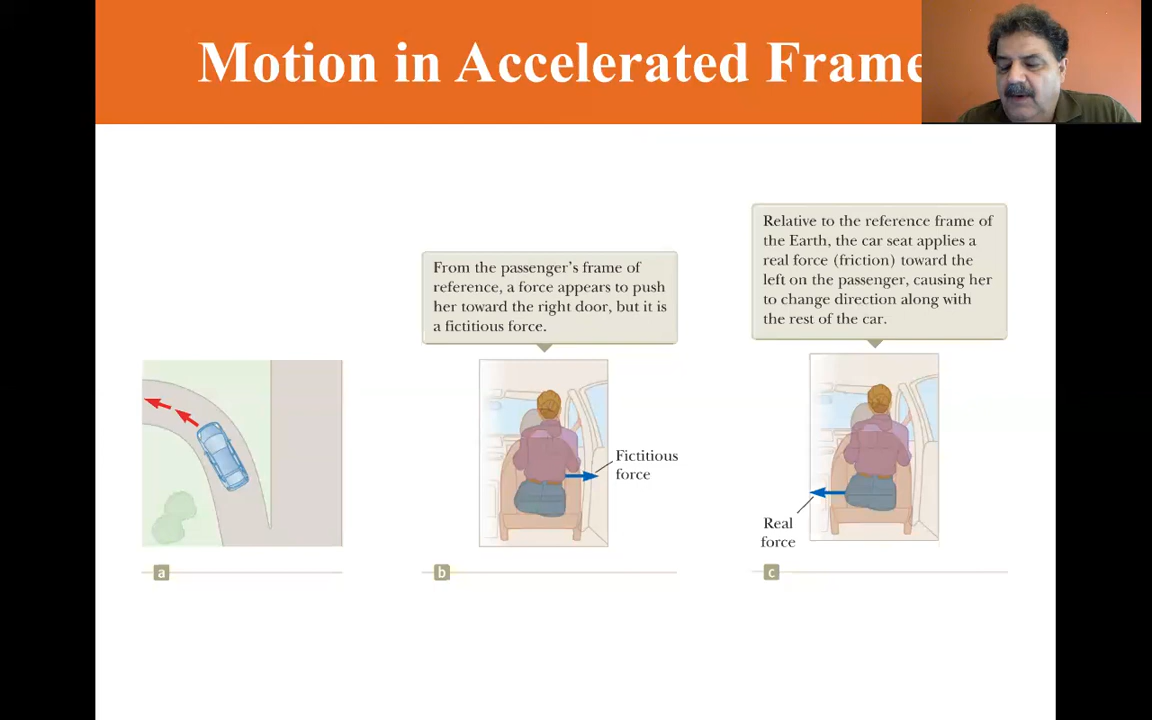 Motion in Accelerated Frame
Relative to the reference frame of
the Earth, the car seat applies a
real force (friction) toward the
left on the passenger, causing her
to change direction along with
the rest of the car.
From the passenger’s frame of
reference, a force appears to push
her toward the right door, but it is
a fictitious force.
Fictitious
force
Real
force
a
b
c